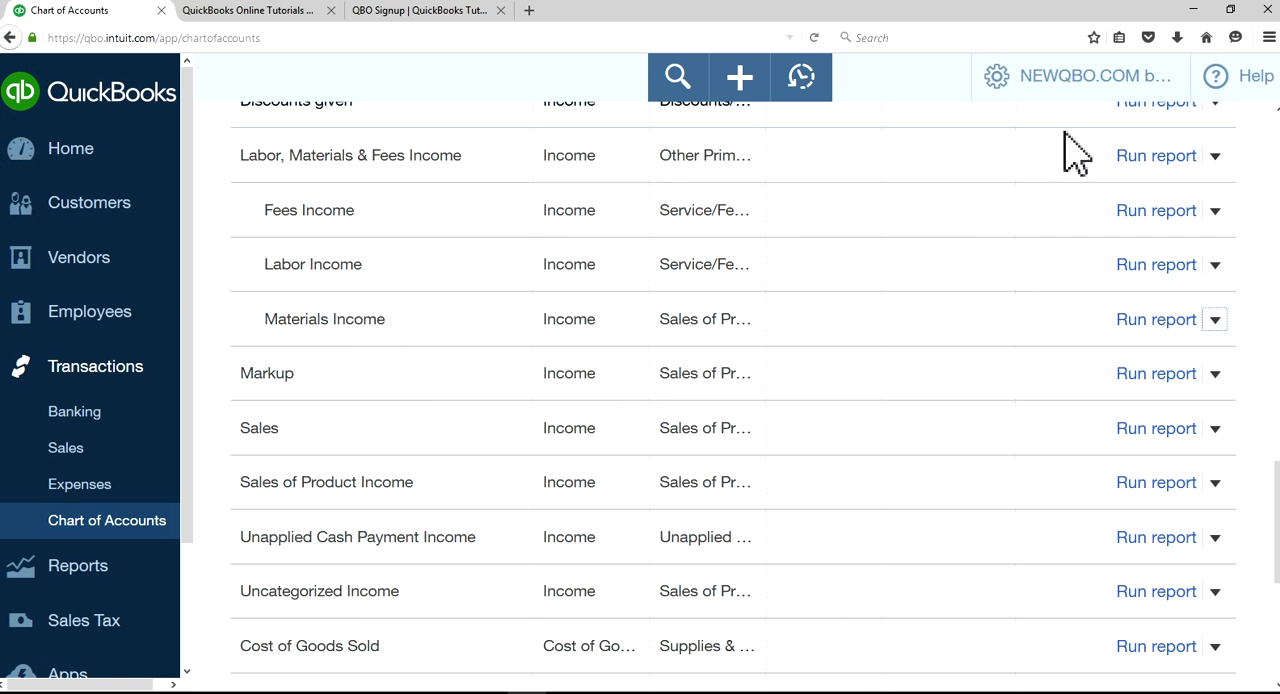 Chart of Accounts
QuickBooks Online Tutorials ...
QBO Signup | QuickBooks Tut...
https://qbo.intuit.com/app/chartofaccounts
Search
qb QuickBooks
NEWQBO.COM b...
? Help
Home
Customers
Vendors
Employees
Transactions
Banking
Sales
Expenses
Chart of Accounts
Reports
Sales Tax
Apps
Discounts given Income Discounts/... Run report
Labor, Materials & Fees Income Income Other Prim... Run report
Fees Income Income Service/Fe... Run report
Labor Income Income Service/Fe... Run report
Materials Income Income Sales of Pr... Run report
Markup Income Sales of Pr... Run report
Sales Income Sales of Pr... Run report
Sales of Product Income Income Sales of Pr... Run report
Unapplied Cash Payment Income Income Unapplied ... Run report
Uncategorized Income Income Sales of Pr... Run report
Cost of Goods Sold Cost of Go... Supplies & ... Run report